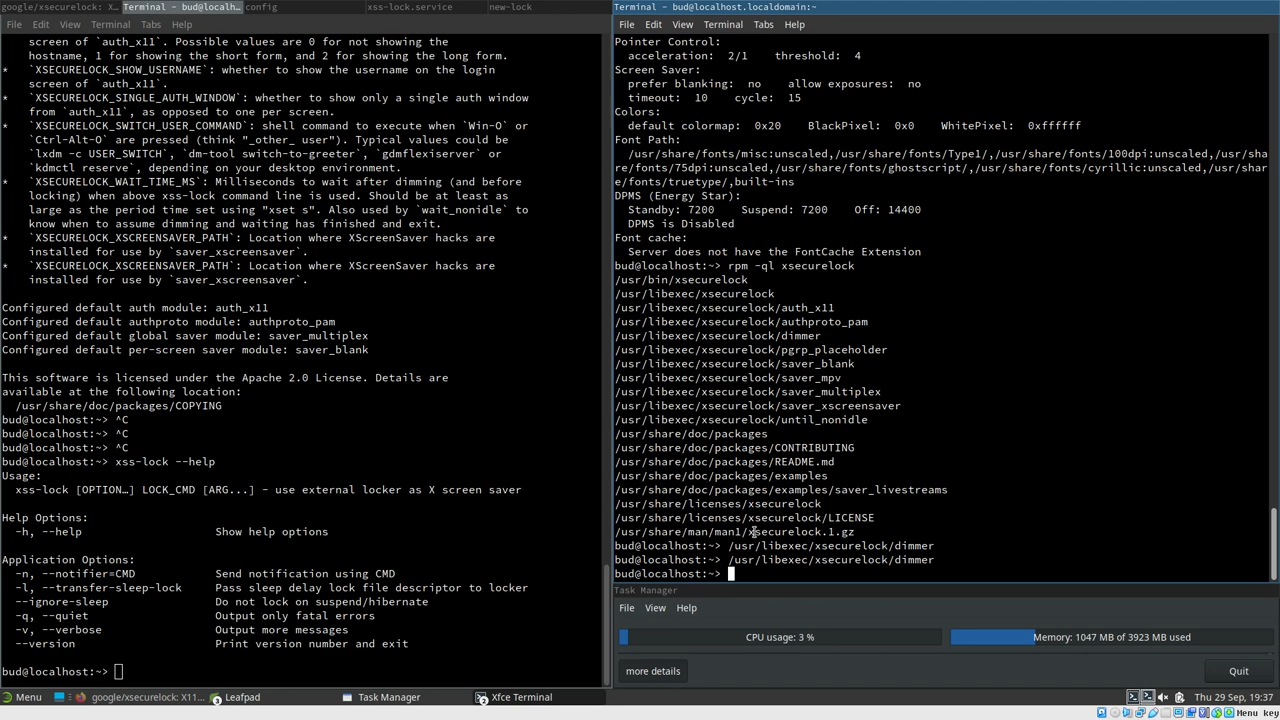 google/xsecurelock: X...
Terminal - bud@localh...
config
xss-lock.service
new-lock
File Edit View Terminal Tabs Help
screen of `auth_x11`. Possible values are 0 for not showing the
hostname, 1 for showing the short form, and 2 for showing the long form.
* `XSECURELOCK_SHOW_USERNAME`: whether to show the username on the login
screen of `auth_x11`.
* `XSECURELOCK_SINGLE_AUTH_WINDOW`: whether to show only a single auth window
from `auth_x11`, as opposed to one per screen.
* `XSECURELOCK_SWITCH_USER_COMMAND`: shell command to execute when `Win-O` or
`Ctrl-Alt-O` are pressed (think "_other_ user"). Typical values could be
`lxdm -c USER_SWITCH`, `dm-tool switch-to-greeter`, `gdmflexiserver` or
`kdmctl reserve`, depending on your desktop environment.
* `XSECURELOCK_WAIT_TIME_MS`: Milliseconds to wait after dimming (and before
locking) when above xss-lock command line is used. Should be at least as
large as the period time set using "xset s". Also used by `wait_nonidle` to
know when to assume dimming and waiting has finished and exit.
* `XSECURELOCK_XSCREENSAVER_PATH`: Location where XScreenSaver hacks are
installed for use by `saver_xscreensaver`.
* `XSECURELOCK_XSCREENSAVER_PATH`: Location where XScreenSaver hacks are
installed for use by `saver_xscreensaver`.
Configured default auth module: auth_x11
Configured default authproto module: authproto_pam
Configured default global saver module: saver_multiplex
Configured default per-screen saver module: saver_blank
This software is licensed under the Apache 2.0 License. Details are
available at the following location:
/usr/share/doc/packages/COPYING
bud@localhost:~> ^C
bud@localhost:~> ^C
bud@localhost:~> ^C
bud@localhost:~> xss-lock --help
Usage:
xss-lock [OPTION…] LOCK_CMD [ARG...] - use external locker as X screen saver
Help Options:
-h, --help Show help options
Application Options:
-n, --notifier=CMD Send notification using CMD
-l, --transfer-sleep-lock Pass sleep delay lock file descriptor to locker
--ignore-sleep Do not lock on suspend/hibernate
-q, --quiet Output only fatal errors
-v, --verbose Output more messages
--version Print version number and exit
bud@localhost:~>
Terminal - bud@localhost.localdomain:~
File Edit View Terminal Tabs Help
Pointer Control:
acceleration: 2/1 threshold: 4
Screen Saver:
prefer blanking: no allow exposures: no
timeout: 10 cycle: 15
Colors:
default colormap: 0x20 BlackPixel: 0x0 WhitePixel: 0xffffff
Font Path:
/usr/share/fonts/misc:unscaled,/usr/share/fonts/Type1/,/usr/share/fonts/100dpi:unscaled,/usr/sha
re/fonts/75dpi:unscaled,/usr/share/fonts/ghostscript/,/usr/share/fonts/cyrillic:unscaled,/usr/shar
e/fonts/truetype/,built-ins
DPMS (Energy Star):
Standby: 7200 Suspend: 7200 Off: 14400
DPMS is Disabled
Font cache:
Server does not have the FontCache Extension
bud@localhost:~> rpm -ql xsecurelock
/usr/bin/xsecurelock
/usr/libexec/xsecurelock
/usr/libexec/xsecurelock/auth_x11
/usr/libexec/xsecurelock/authproto_pam
/usr/libexec/xsecurelock/dimmer
/usr/libexec/xsecurelock/pgrp_placeholder
/usr/libexec/xsecurelock/saver_blank
/usr/libexec/xsecurelock/saver_mpv
/usr/libexec/xsecurelock/saver_multiplex
/usr/libexec/xsecurelock/saver_xscreensaver
/usr/libexec/xsecurelock/until_nonidle
/usr/share/doc/packages
/usr/share/doc/packages/CONTRIBUTING
/usr/share/doc/packages/README.md
/usr/share/doc/packages/examples
/usr/share/doc/packages/examples/saver_livestreams
/usr/share/licenses/xsecurelock
/usr/share/licenses/xsecurelock/LICENSE
/usr/share/man/man1/xsecurelock.1.gz
bud@localhost:~> /usr/libexec/xsecurelock/dimmer
bud@localhost:~> /usr/libexec/xsecurelock/dimmer
bud@localhost:~>
Task Manager
File View Help
CPU usage: 3 % Memory: 1047 MB of 3923 MB used
more details Quit
Menu google/xsecurelock: X11... 3 Leafpad Task Manager 2 Xfce Terminal Thu 29 Sep, 19:37
Menu key